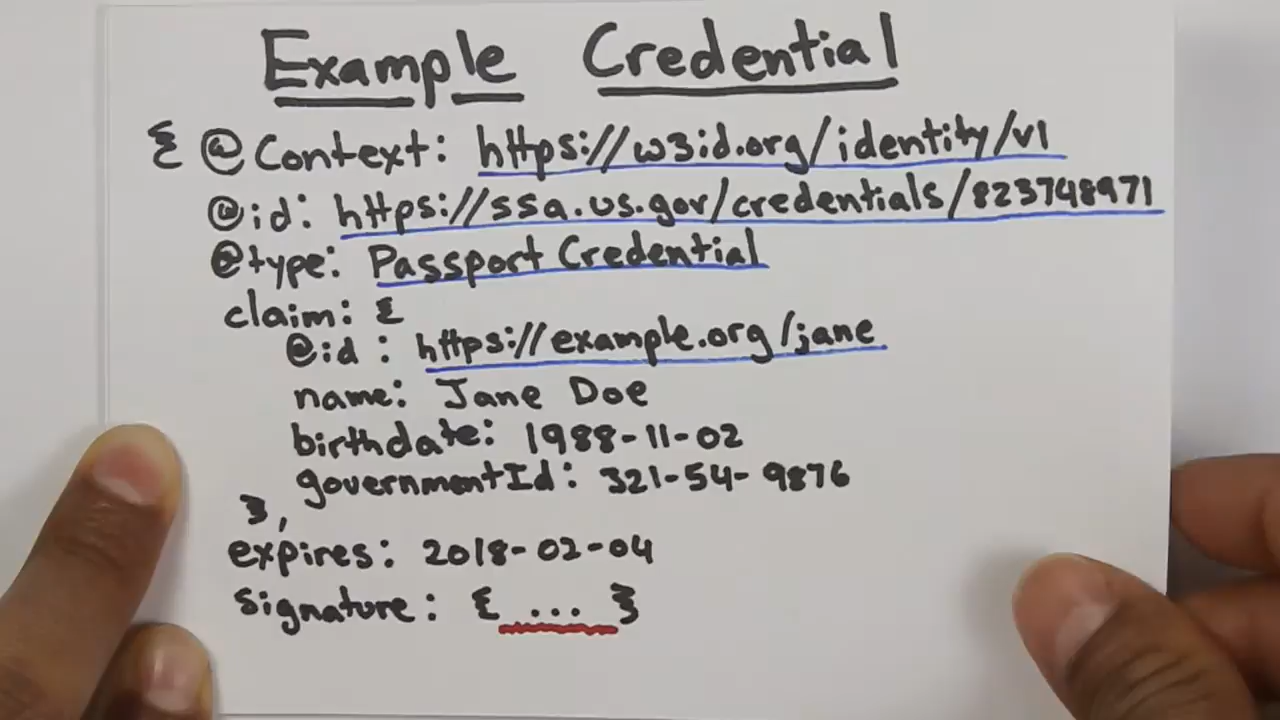 Example Credential
{ @Context: https://w3id.org/identity/v1
@id: https://ssa.us.gov/credentials/823748971
@type: Passport Credential
claim: {
@id : https://example.org/jane
name: Jane Doe
birthdate: 1988-11-02
governmentId: 321-54-9876
},
expires: 2018-02-04
signature: { ... }